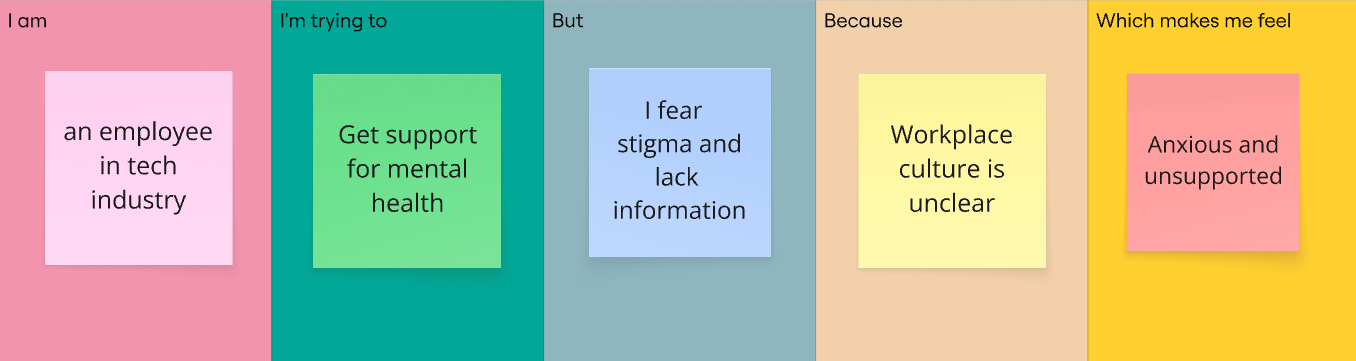 I am
an employee
in tech
industry
I'm trying to
Get support
for mental
health
But
I fear
stigma and
lack
information
Because
Workplace
culture is
unclear
Which makes me feel
Anxious and
unsupported